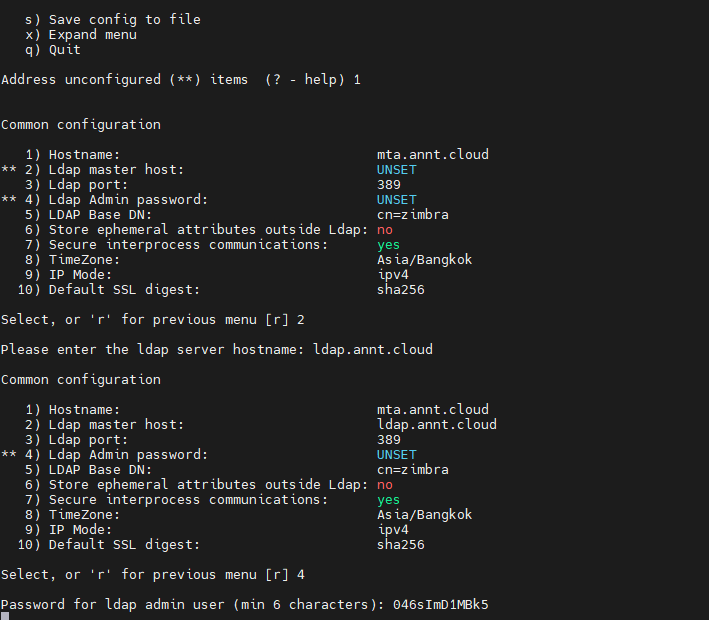 s) Save config to file
x) Expand menu
q) Quit
Address unconfigured (**) items  (? - help) 1
Common configuration
1) Hostname: mta.annt.cloud
** 2) Ldap master host: UNSET
3) Ldap port: 389
** 4) Ldap Admin password: UNSET
5) LDAP Base DN: cn=zimbra
6) Store ephemeral attributes outside Ldap: no
7) Secure interprocess communications: yes
8) TimeZone: Asia/Bangkok
9) IP Mode: ipv4
10) Default SSL digest: sha256
Select, or 'r' for previous menu [r] 2
Please enter the ldap server hostname: ldap.annt.cloud
Common configuration
1) Hostname: mta.annt.cloud
2) Ldap master host: ldap.annt.cloud
3) Ldap port: 389
** 4) Ldap Admin password: UNSET
5) LDAP Base DN: cn=zimbra
6) Store ephemeral attributes outside Ldap: no
7) Secure interprocess communications: yes
8) TimeZone: Asia/Bangkok
9) IP Mode: ipv4
10) Default SSL digest: sha256
Select, or 'r' for previous menu [r] 4
Password for ldap admin user (min 6 characters): 046sImD1MBk5